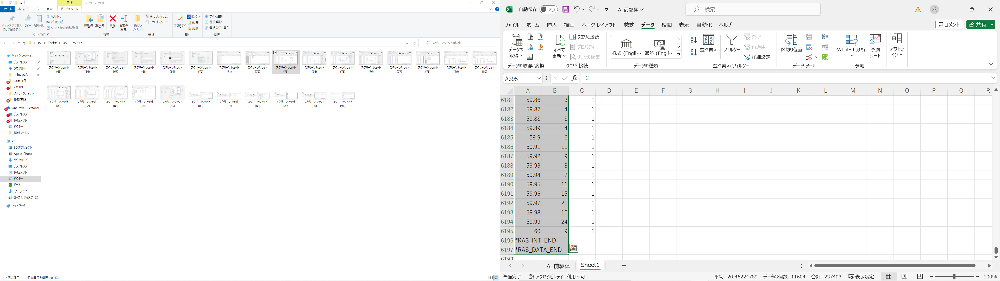 管理
スクリーンショット
ファイル ホーム 共有 表示 ピクチャ ツール
クイック アクセスにピン留めする
コピー
貼り付け
切り取り
パスのコピー
ショートカットの貼り付け
移動先 コピー先 削除 名前の変更
新しいフォルダー
新しいアイテム
ショートカット
プロパティ
開く
編集
履歴
すべて選択
選択解除
選択の切り替え
クリップボード 整理 新規 開く 選択
PC ピクチャ スクリーンショット
スクリーンショットの検索
クイック アクセス
デスクトップ
ダウンロード
.minecraft
23年11月
231124
スクリーンショット
後期実験
OneDrive - Personal
デスクトップ
ドキュメント
ピクチャ
添付ファイル
PC
3D オブジェクト
Apple iPhone
ダウンロード
デスクトップ
ドキュメント
ピクチャ
ビデオ
ミュージック
ローカル ディスク (C:)
ネットワーク
スクリーンショット (65)
スクリーンショット (66)
スクリーンショット (67)
スクリーンショット (68)
スクリーンショット (69)
スクリーンショット (70)
スクリーンショット (71)
スクリーンショット (72)
スクリーンショット (73)
スクリーンショット (74)
スクリーンショット (75)
スクリーンショット (76)
スクリーンショット (77)
スクリーンショット (78)
スクリーンショット (79)
スクリーンショット (80)
スクリーンショット (81)
スクリーンショット (82)
スクリーンショット (83)
スクリーンショット (84)
スクリーンショット (85)
スクリーンショット (86)
スクリーンショット (87)
スクリーンショット (88)
スクリーンショット (89)
スクリーンショット (90)
スクリーンショット (91)
27 個の項目 1 個の項目を選択 202 KB
自動保存 オフ A_前駆体 検索
ファイル ホーム 挿入 描画 ページ レイアウト 数式 データ 校閲 表示 自動化 ヘルプ
コメント 共有
データの取得
すべて更新
クエリと接続
プロパティ
リンクの編集
株式 (Engli… 通貨 (Engli…
並べ替え
フィルター
クリア
再適用
詳細設定
区切り位置
What-If 分析
予測シート
アウトライン
データの取得と変換 クエリと接続 データの種類 並べ替えとフィルター データ ツール 予測
A395 fx 2
A B C D E F G H I J K L M N O P Q R
6181 59.86 3 1
6182 59.87 4 1
6183 59.88 8 1
6184 59.89 4 1
6185 59.9 6 1
6186 59.91 11 1
6187 59.92 9 1
6188 59.93 8 1
6189 59.94 7 1
6190 59.95 11 1
6191 59.96 15 1
6192 59.97 21 1
6193 59.98 16 1
6194 59.99 24 1
6195 60 9 1
6196 *RAS_INT_END
6197 *RAS_DATA_END
6198
A_前駆体 Sheet1
準備完了 アクセシビリティ: 利用不可 平均: 20.46224789 データの個数: 11604 合計: 237403 表示設定 100%